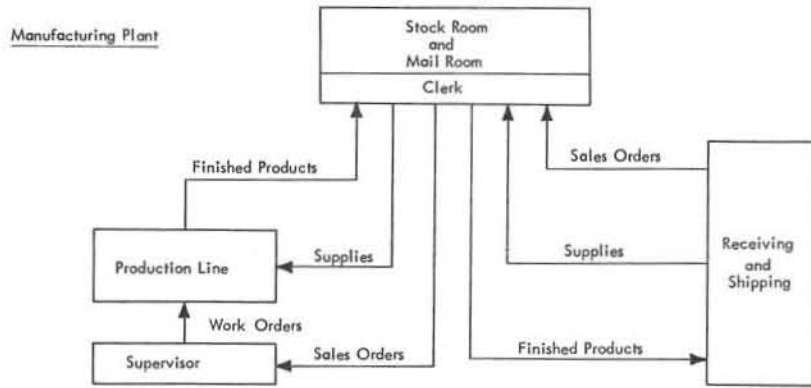 Manufacturing Plant
Stock Room
and
Mail Room
Clerk
Finished Products
Sales Orders
Production Line
Supplies
Supplies
Receiving
and
Shipping
Work Orders
Supervisor
Sales Orders
Finished Products